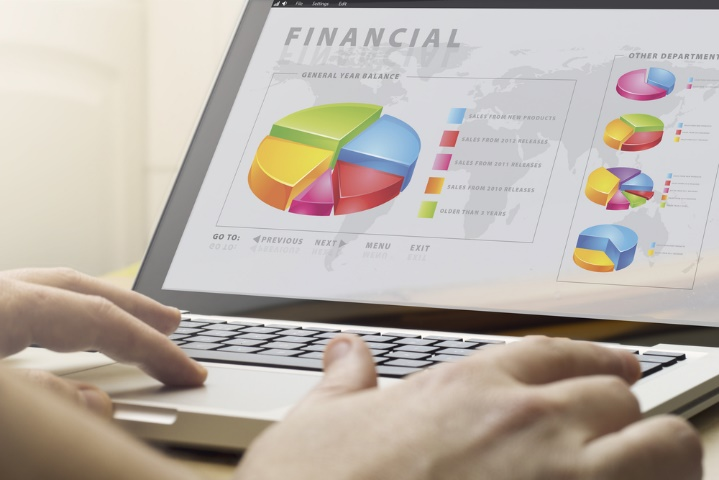 File Settings Edit
FINANCIAL
GENERAL YEAR BALANCE
OTHER DEPARTMENT
SALES FROM NEW PRODUCTS
SALES FROM 2012 RELEASES
SALES FROM 2011 RELEASES
SALES FROM 2010 RELEASES
OLDER THAN 3 YEARS
GO TO: PREVIOUS NEXT MENU EXIT